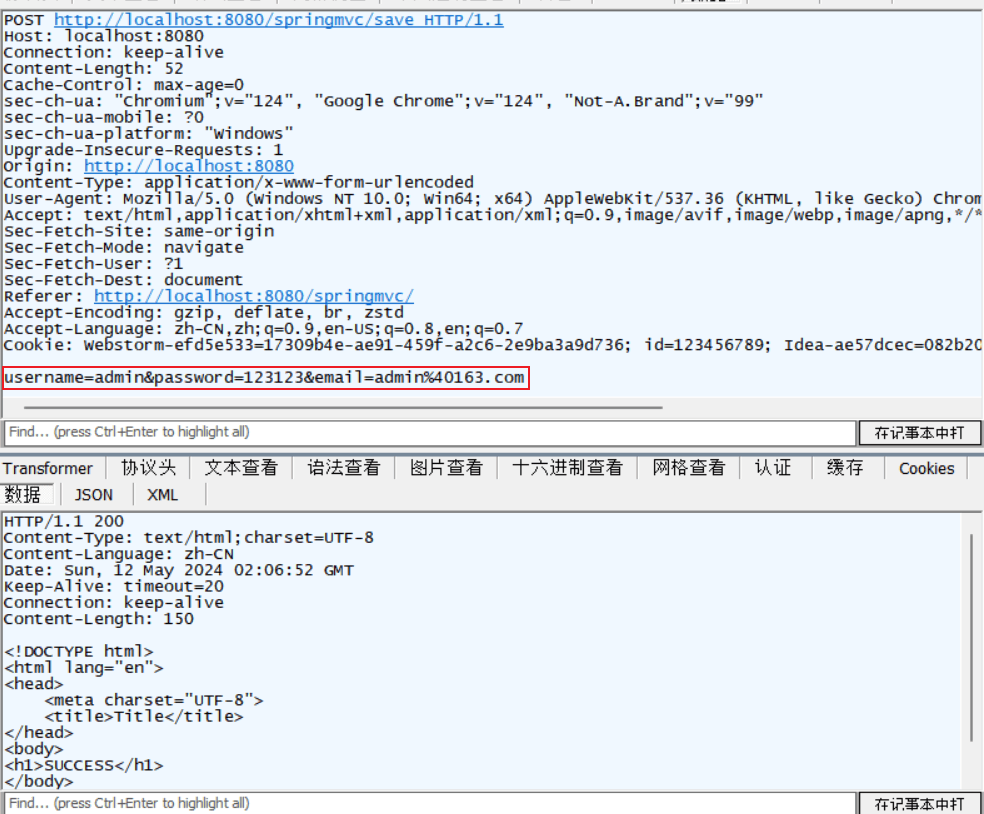 POST http://localhost:8080/springmvc/save HTTP/1.1
Host: localhost:8080
Connection: keep-alive
Content-Length: 52
Cache-Control: max-age=0
sec-ch-ua: "Chromium";v="124", "Google Chrome";v="124", "Not-A.Brand";v="99"
sec-ch-ua-mobile: ?0
sec-ch-ua-platform: "Windows"
Upgrade-Insecure-Requests: 1
Origin: http://localhost:8080
Content-Type: application/x-www-form-urlencoded
User-Agent: Mozilla/5.0 (Windows NT 10.0; Win64; x64) AppleWebKit/537.36 (KHTML, like Gecko) Chrom
Accept: text/html,application/xhtml+xml,application/xml;q=0.9,image/avif,image/webp,image/apng,*/*
Sec-Fetch-Site: same-origin
Sec-Fetch-Mode: navigate
Sec-Fetch-User: ?1
Sec-Fetch-Dest: document
Referer: http://localhost:8080/springmvc/
Accept-Encoding: gzip, deflate, br, zstd
Accept-Language: zh-CN,zh;q=0.9,en-US;q=0.8,en;q=0.7
Cookie: Webstorm-efd5e533=17309b4e-ae91-459f-a2c6-2e9ba3a9d736; id=123456789; Idea-ae57dcec=082b20
username=admin&password=123123&email=admin%40163.com
Find... (press Ctrl+Enter to highlight all) 在记事本中打
Transformer 协议头 文本查看 语法查看 图片查看 十六进制查看 网格查看 认证 缓存 Cookies
数据 JSON XML
HTTP/1.1 200
Content-Type: text/html;charset=UTF-8
Content-Language: zh-CN
Date: Sun, 12 May 2024 02:06:52 GMT
Keep-Alive: timeout=20
Connection: keep-alive
Content-Length: 150
<!DOCTYPE html>
<html lang="en">
<head>
<meta charset="UTF-8">
<title>Title</title>
</head>
<body>
<h1>SUCCESS</h1>
</body>
Find... (press Ctrl+Enter to highlight all) 在记事本中打